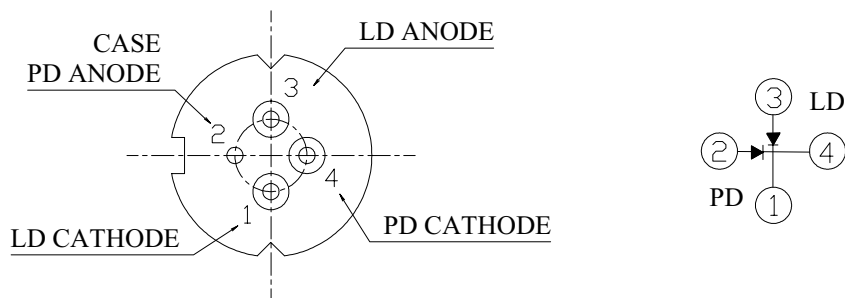 CASE
PD ANODE
LD ANODE
3
2
4
1
LD CATHODE
PD CATHODE
3
LD
2
4
PD
1